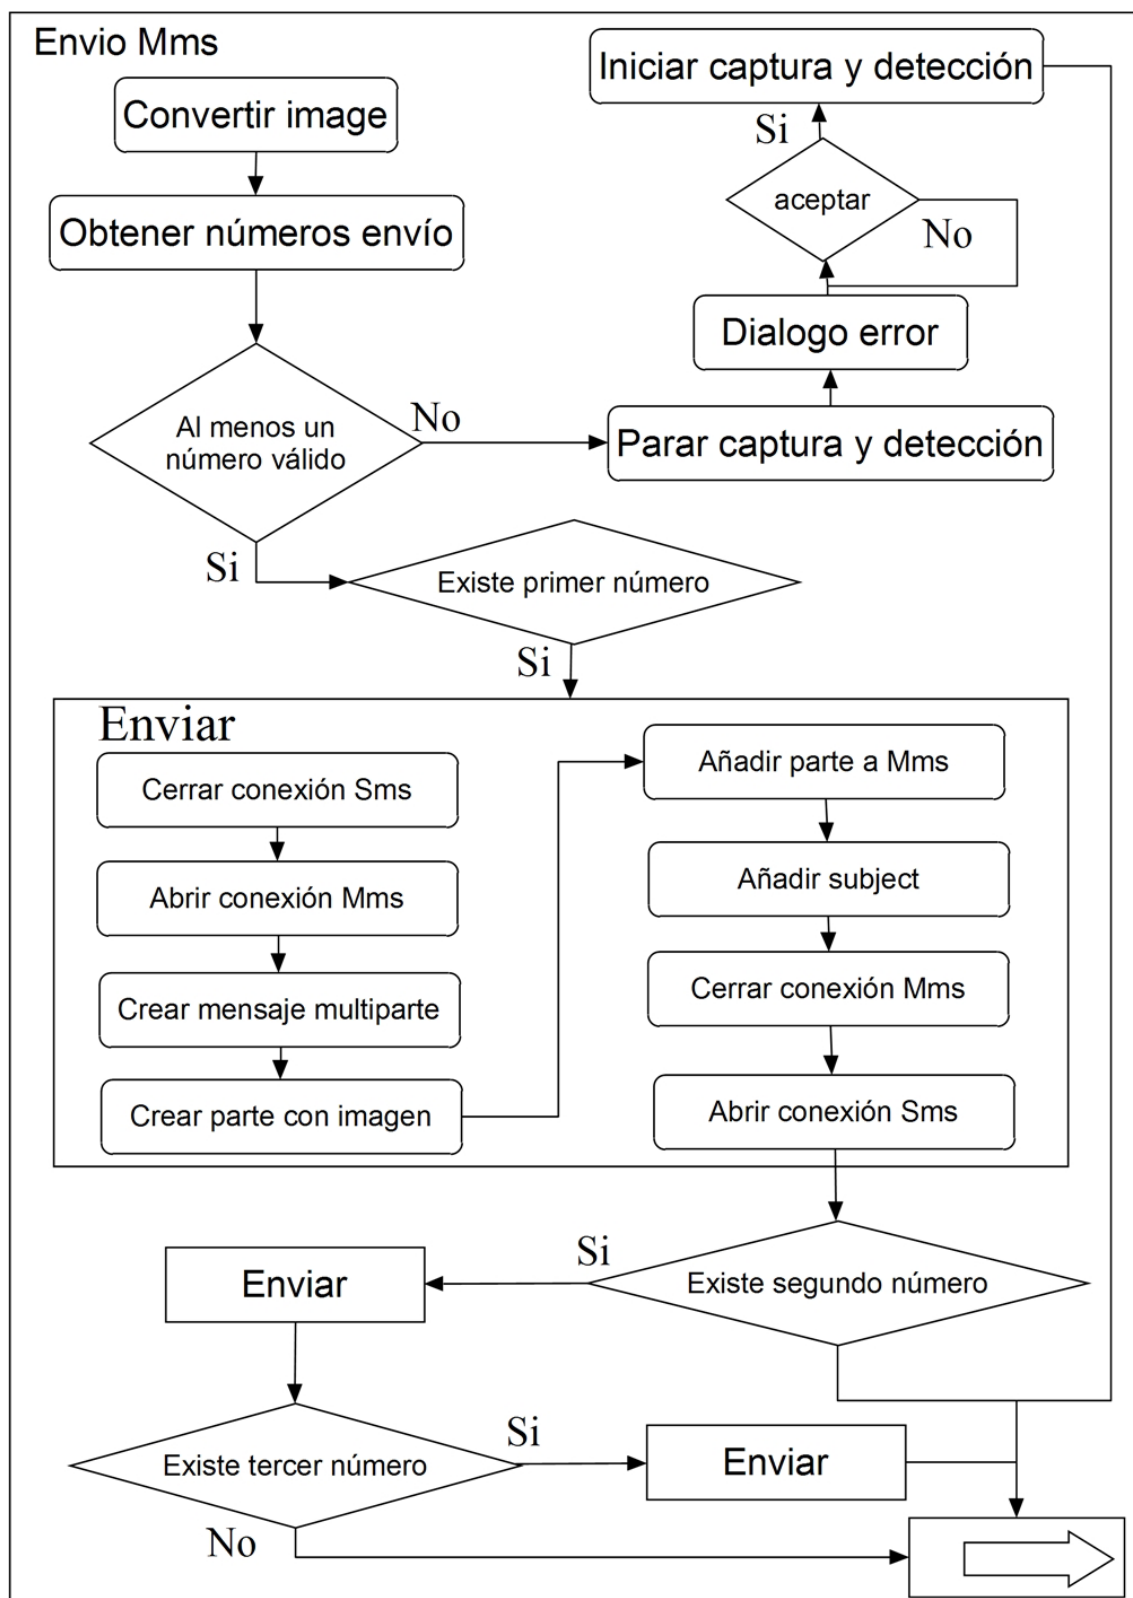 Envio Mms
Convertir image
Obtener números envío
Al menos un
número válido
No
Parar captura y detección
Dialogo error
aceptar
No
Si
Iniciar captura y detección
Si
Existe primer número
Si
Enviar
Cerrar conexión Sms
Abrir conexión Mms
Crear mensaje multiparte
Crear parte con imagen
Añadir parte a Mms
Añadir subject
Cerrar conexión Mms
Abrir conexión Sms
Existe segundo número
Si
Enviar
Existe tercer número
Si
Enviar
No